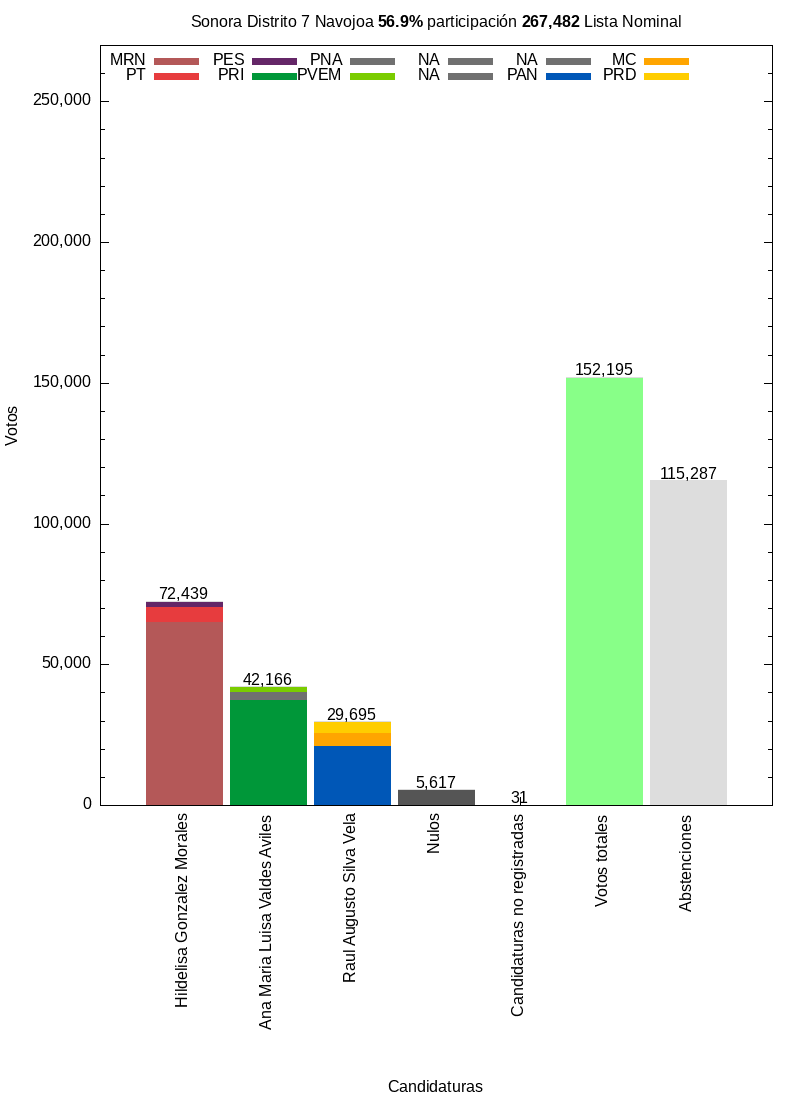 Sonora Distrito 7 Navojoa 56.9% participación 267,482 Lista Nominal
MRN PES PNA NA NA MC
PT PRI PVEM NA PAN PRD
250,000
200,000
150,000
100,000
50,000
0
Votos
72,439
42,166
29,695
5,617
31
152,195
115,287
Hildelisa Gonzalez Morales
Ana Maria Luisa Valdes Aviles
Raul Augusto Silva Vela
Nulos
Candidaturas no registradas
Votos totales
Abstenciones
Candidaturas